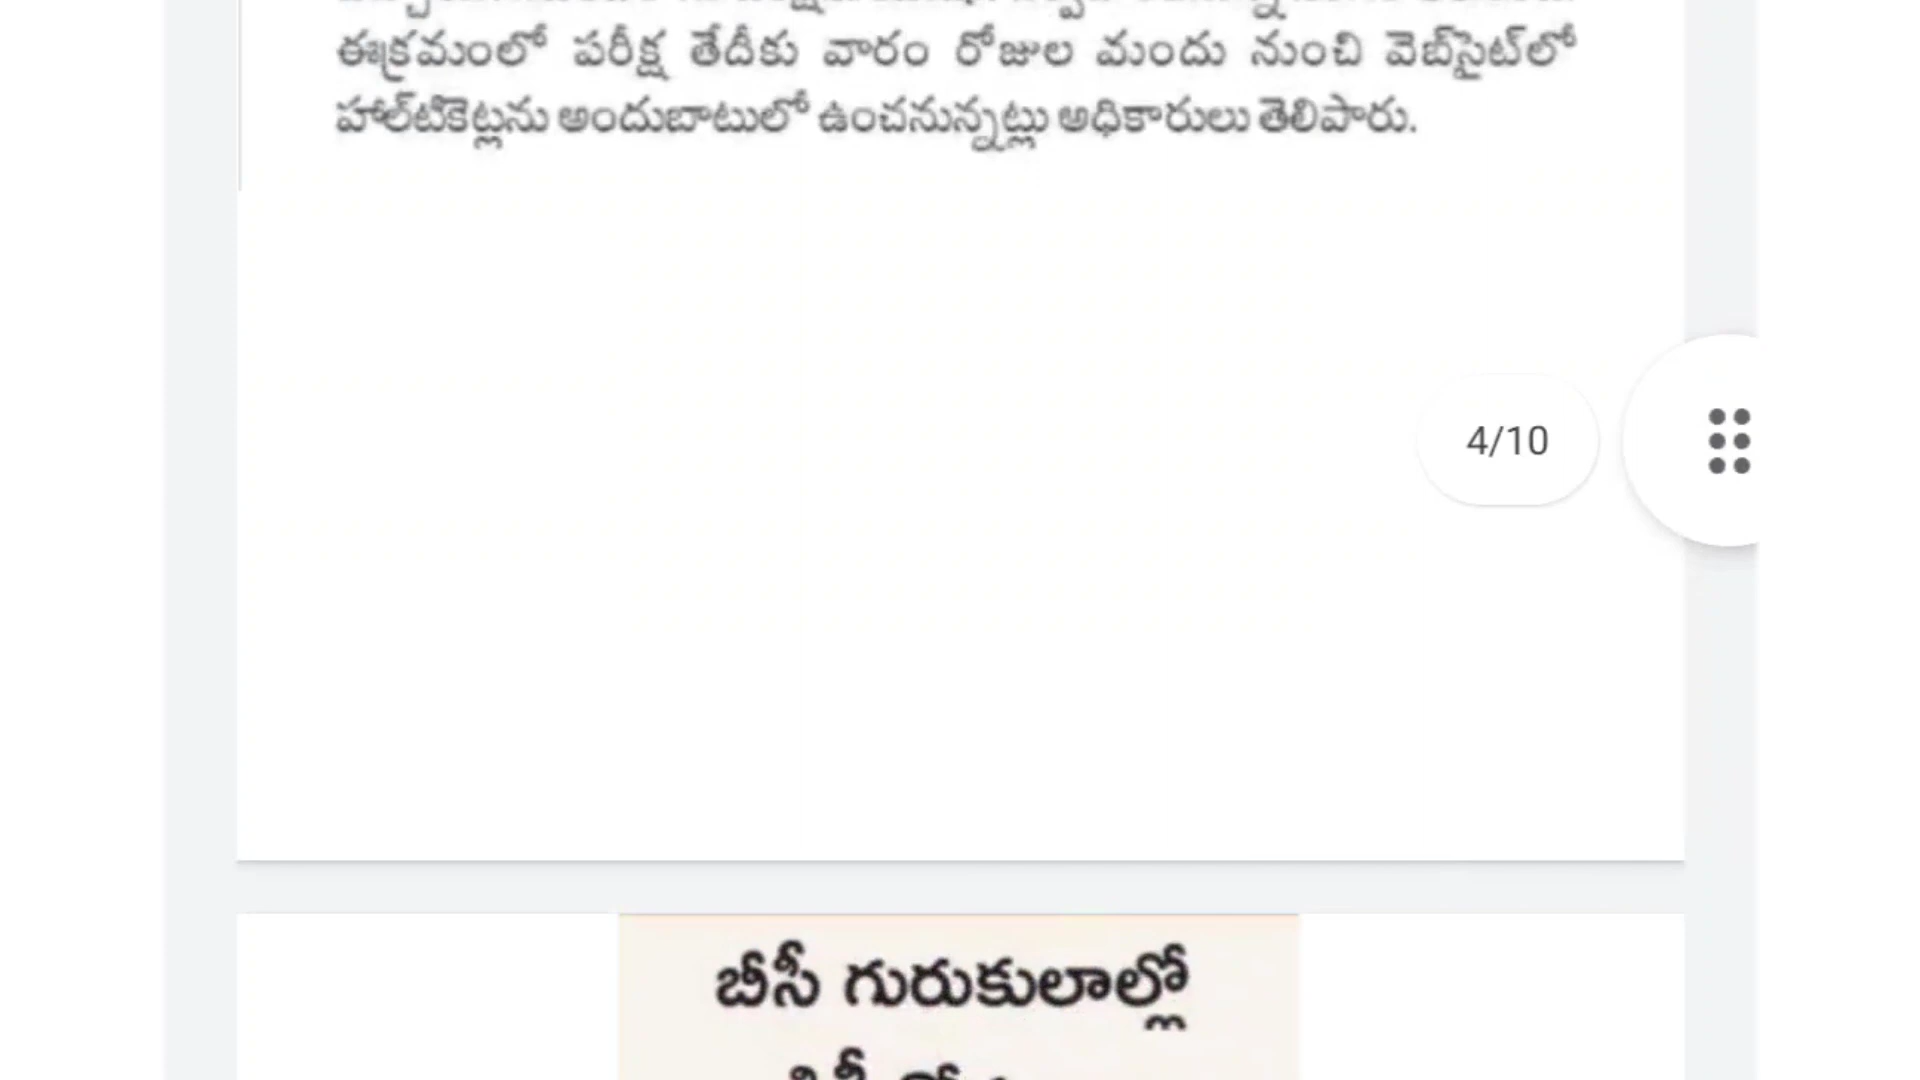 ఈక్రమంలో పరీక్ష తేదీకు వారం రోజుల మందు నుంచి వెబ్‌సైట్‌లో
హాల్‌టికెట్లను అందుబాటులో ఉంచనున్నట్లు అధికారులు తెలిపారు.
4/10
బీసీ గురుకులాల్లో